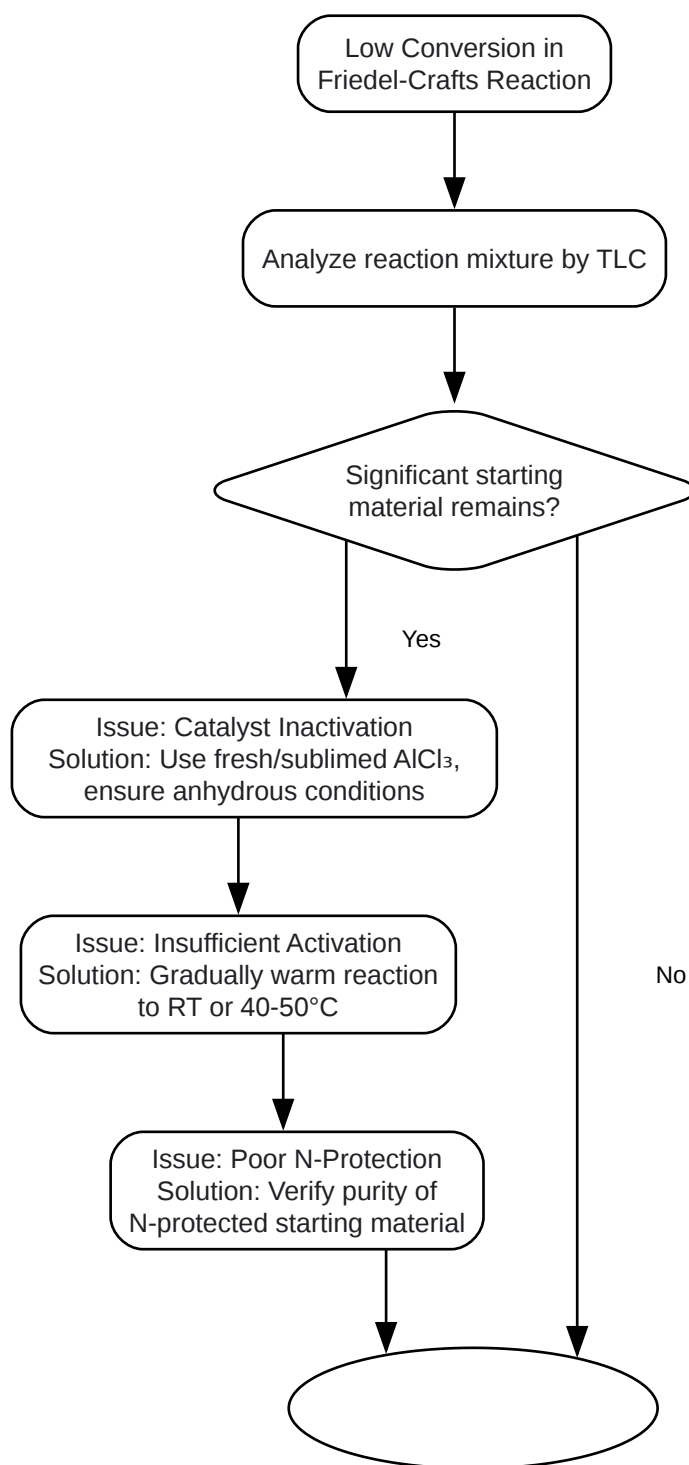 Low Conversion in
Friedel-Crafts Reaction
Analyze reaction mixture by TLC
Significant starting
material remains?
Yes
Issue: Catalyst Inactivation
Solution: Use fresh/sublimed AlCl₃,
ensure anhydrous conditions
Issue: Insufficient Activation
Solution: Gradually warm reaction
to RT or 40-50°C
No
Issue: Poor N-Protection
Solution: Verify purity of
N-protected starting material